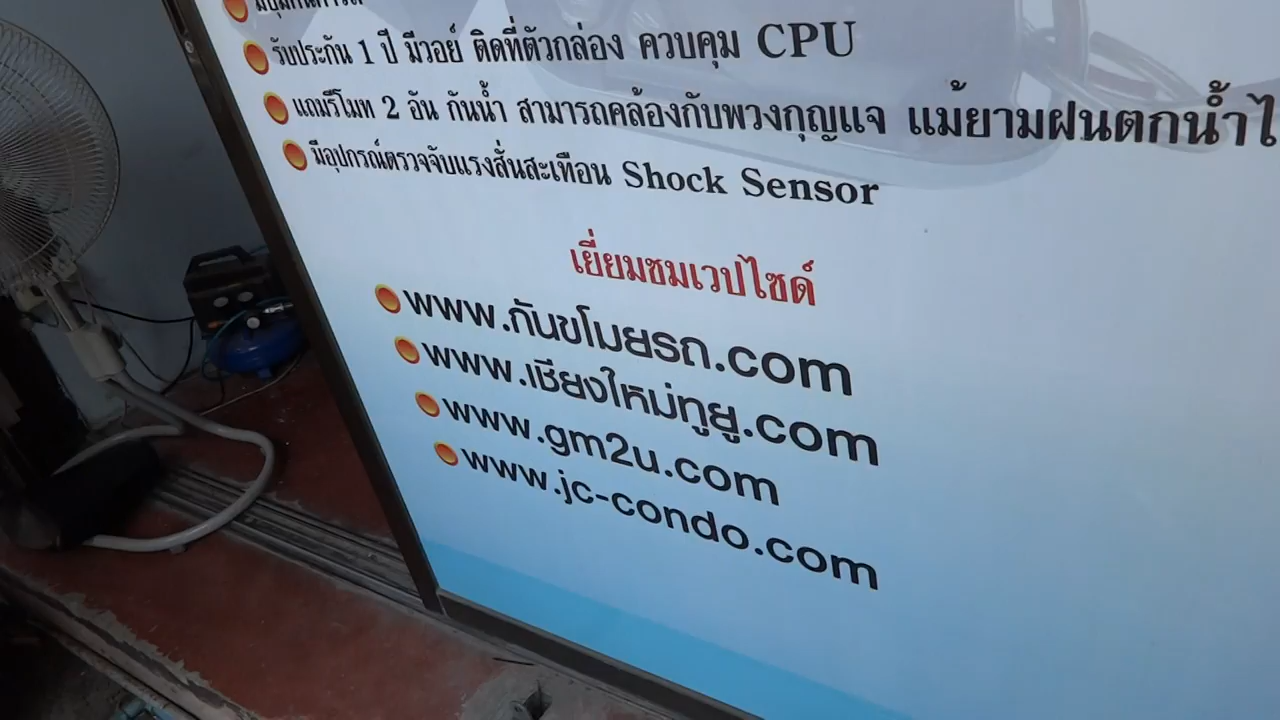 รับประกัน 1 ปี มีวอย์ ติดที่ตัวกล่อง ควบคุม CPU
แถมรีโมท 2 อัน กันน้ำ สามารถคล้องกับพวงกุญแจ แม้ยามฝนตกน้ำไ
มีอุปกรณ์ตรวจจับแรงสั่นสะเทือน Shock Sensor
เยี่ยมชมเวปไซด์
www.กันขโมยรถ.com
www.เชียงใหม่ทูยู.com
www.gm2u.com
www.jc-condo.com